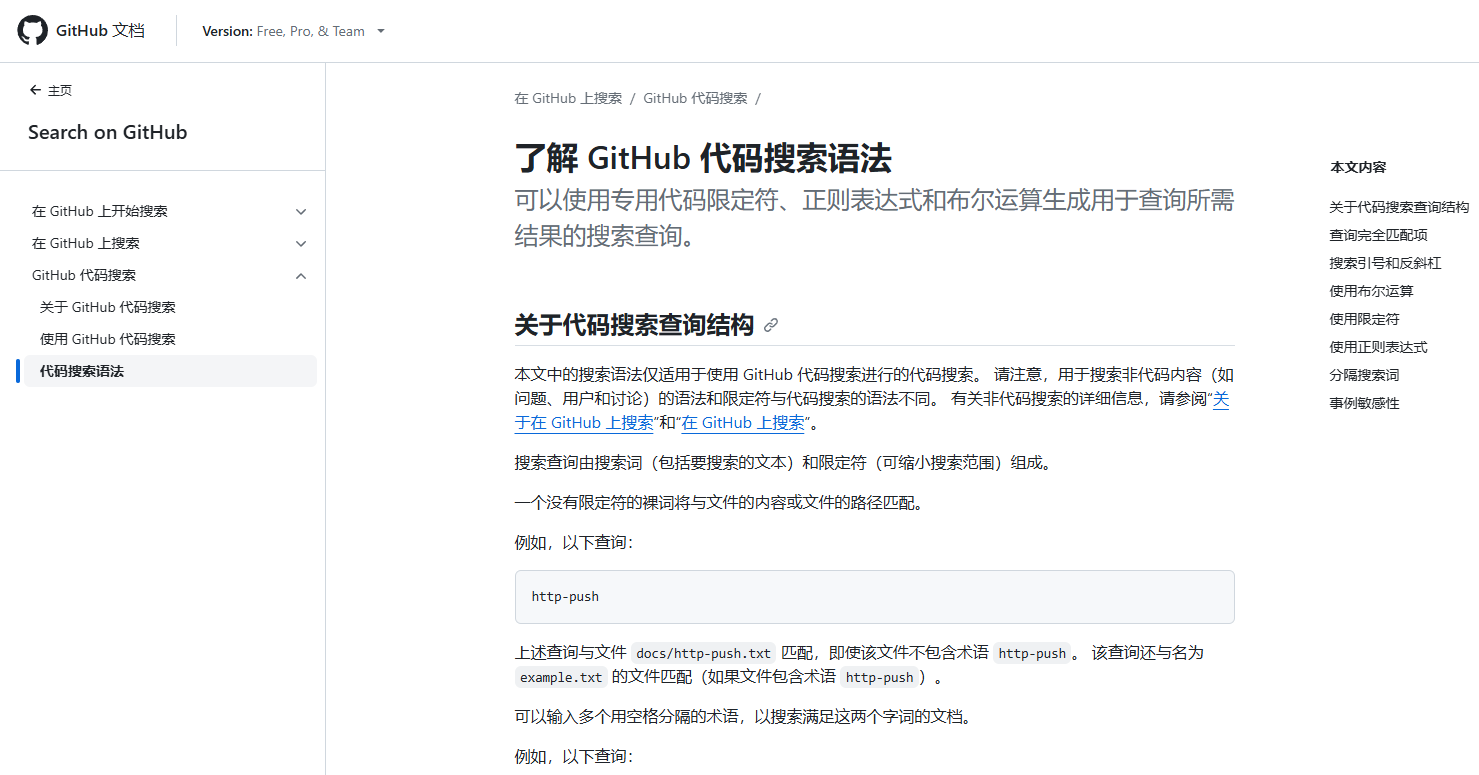 GitHub 文档
Version: Free, Pro, & Team
主页
Search on GitHub
在 GitHub 上开始搜索
在 GitHub 上搜索
GitHub 代码搜索
关于 GitHub 代码搜索
使用 GitHub 代码搜索
代码搜索语法
在 GitHub 上搜索 / GitHub 代码搜索 /
了解 GitHub 代码搜索语法
可以使用专用代码限定符、正则表达式和布尔运算生成用于查询所需
结果的搜索查询。
关于代码搜索查询结构
本文中的搜索语法仅适用于使用 GitHub 代码搜索进行的代码搜索。 请注意，用于搜索非代码内容（如
问题、用户和讨论）的语法和限定符与代码搜索的语法不同。 有关非代码搜索的详细信息，请参阅“关
于在 GitHub 上搜索”和“在 GitHub 上搜索”。
搜索查询由搜索词（包括要搜索的文本）和限定符（可缩小搜索范围）组成。
一个没有限定符的裸词将与文件的内容或文件的路径匹配。
例如，以下查询：
http-push
上述查询与文件 docs/http-push.txt 匹配，即使该文件不包含术语 http-push 。 该查询还与名为
example.txt 的文件匹配（如果文件包含术语 http-push ）。
可以输入多个用空格分隔的术语，以搜索满足这两个字词的文档。
例如，以下查询：
本文内容
关于代码搜索查询结构
查询完全匹配项
搜索引号和反斜杠
使用布尔运算
使用限定符
使用正则表达式
分隔搜索词
事例敏感性